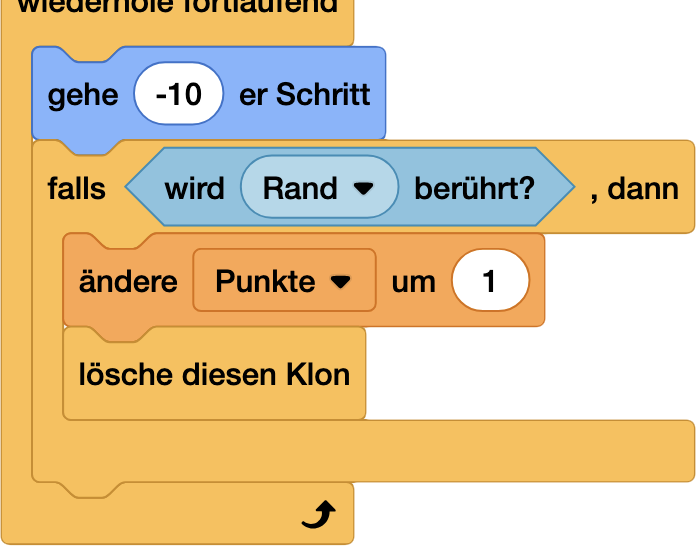 wiederhole fortlaufend
gehe -10 er Schritt
falls wird Rand berührt? , dann
ändere Punkte um 1
lösche diesen Klon